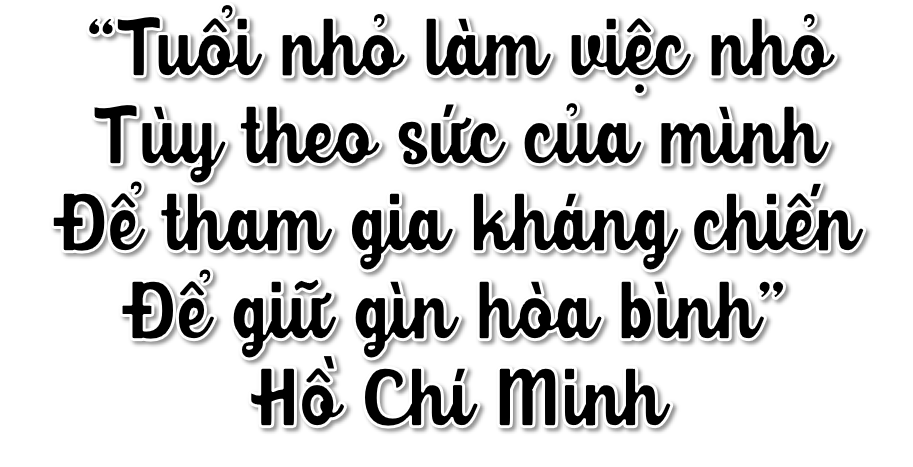 “Tuổi nhỏ làm việc nhỏ
Tùy theo sức của mình
Để tham gia kháng chiến
Để giữ gìn hòa bình”
Hồ Chí Minh